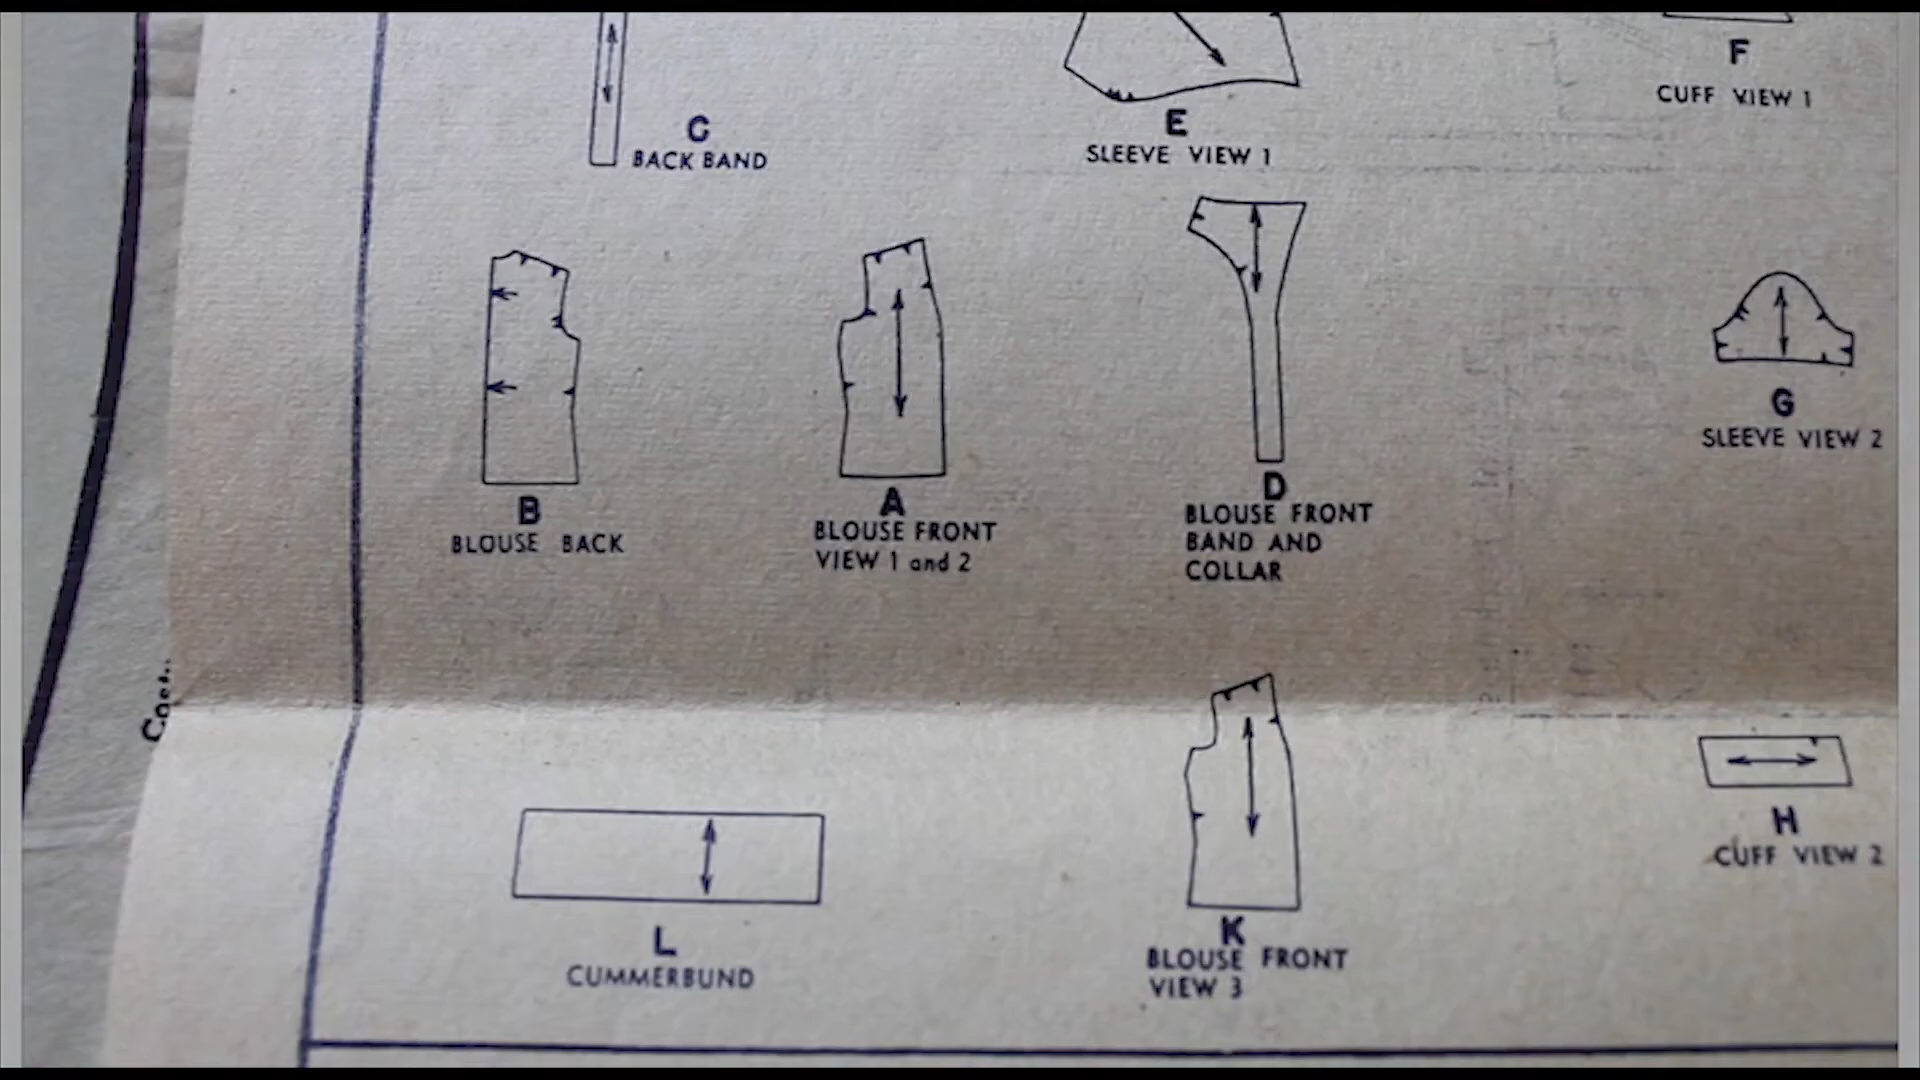 F
CUFF VIEW 1
C
BACK BAND
E
SLEEVE VIEW 1
G
SLEEVE VIEW 2
B
BLOUSE BACK
A
BLOUSE FRONT
VIEW 1 and 2
D
BLOUSE FRONT
BAND AND
COLLAR
H
CUFF VIEW 2
L
CUMMERBUND
K
BLOUSE FRONT
VIEW 3